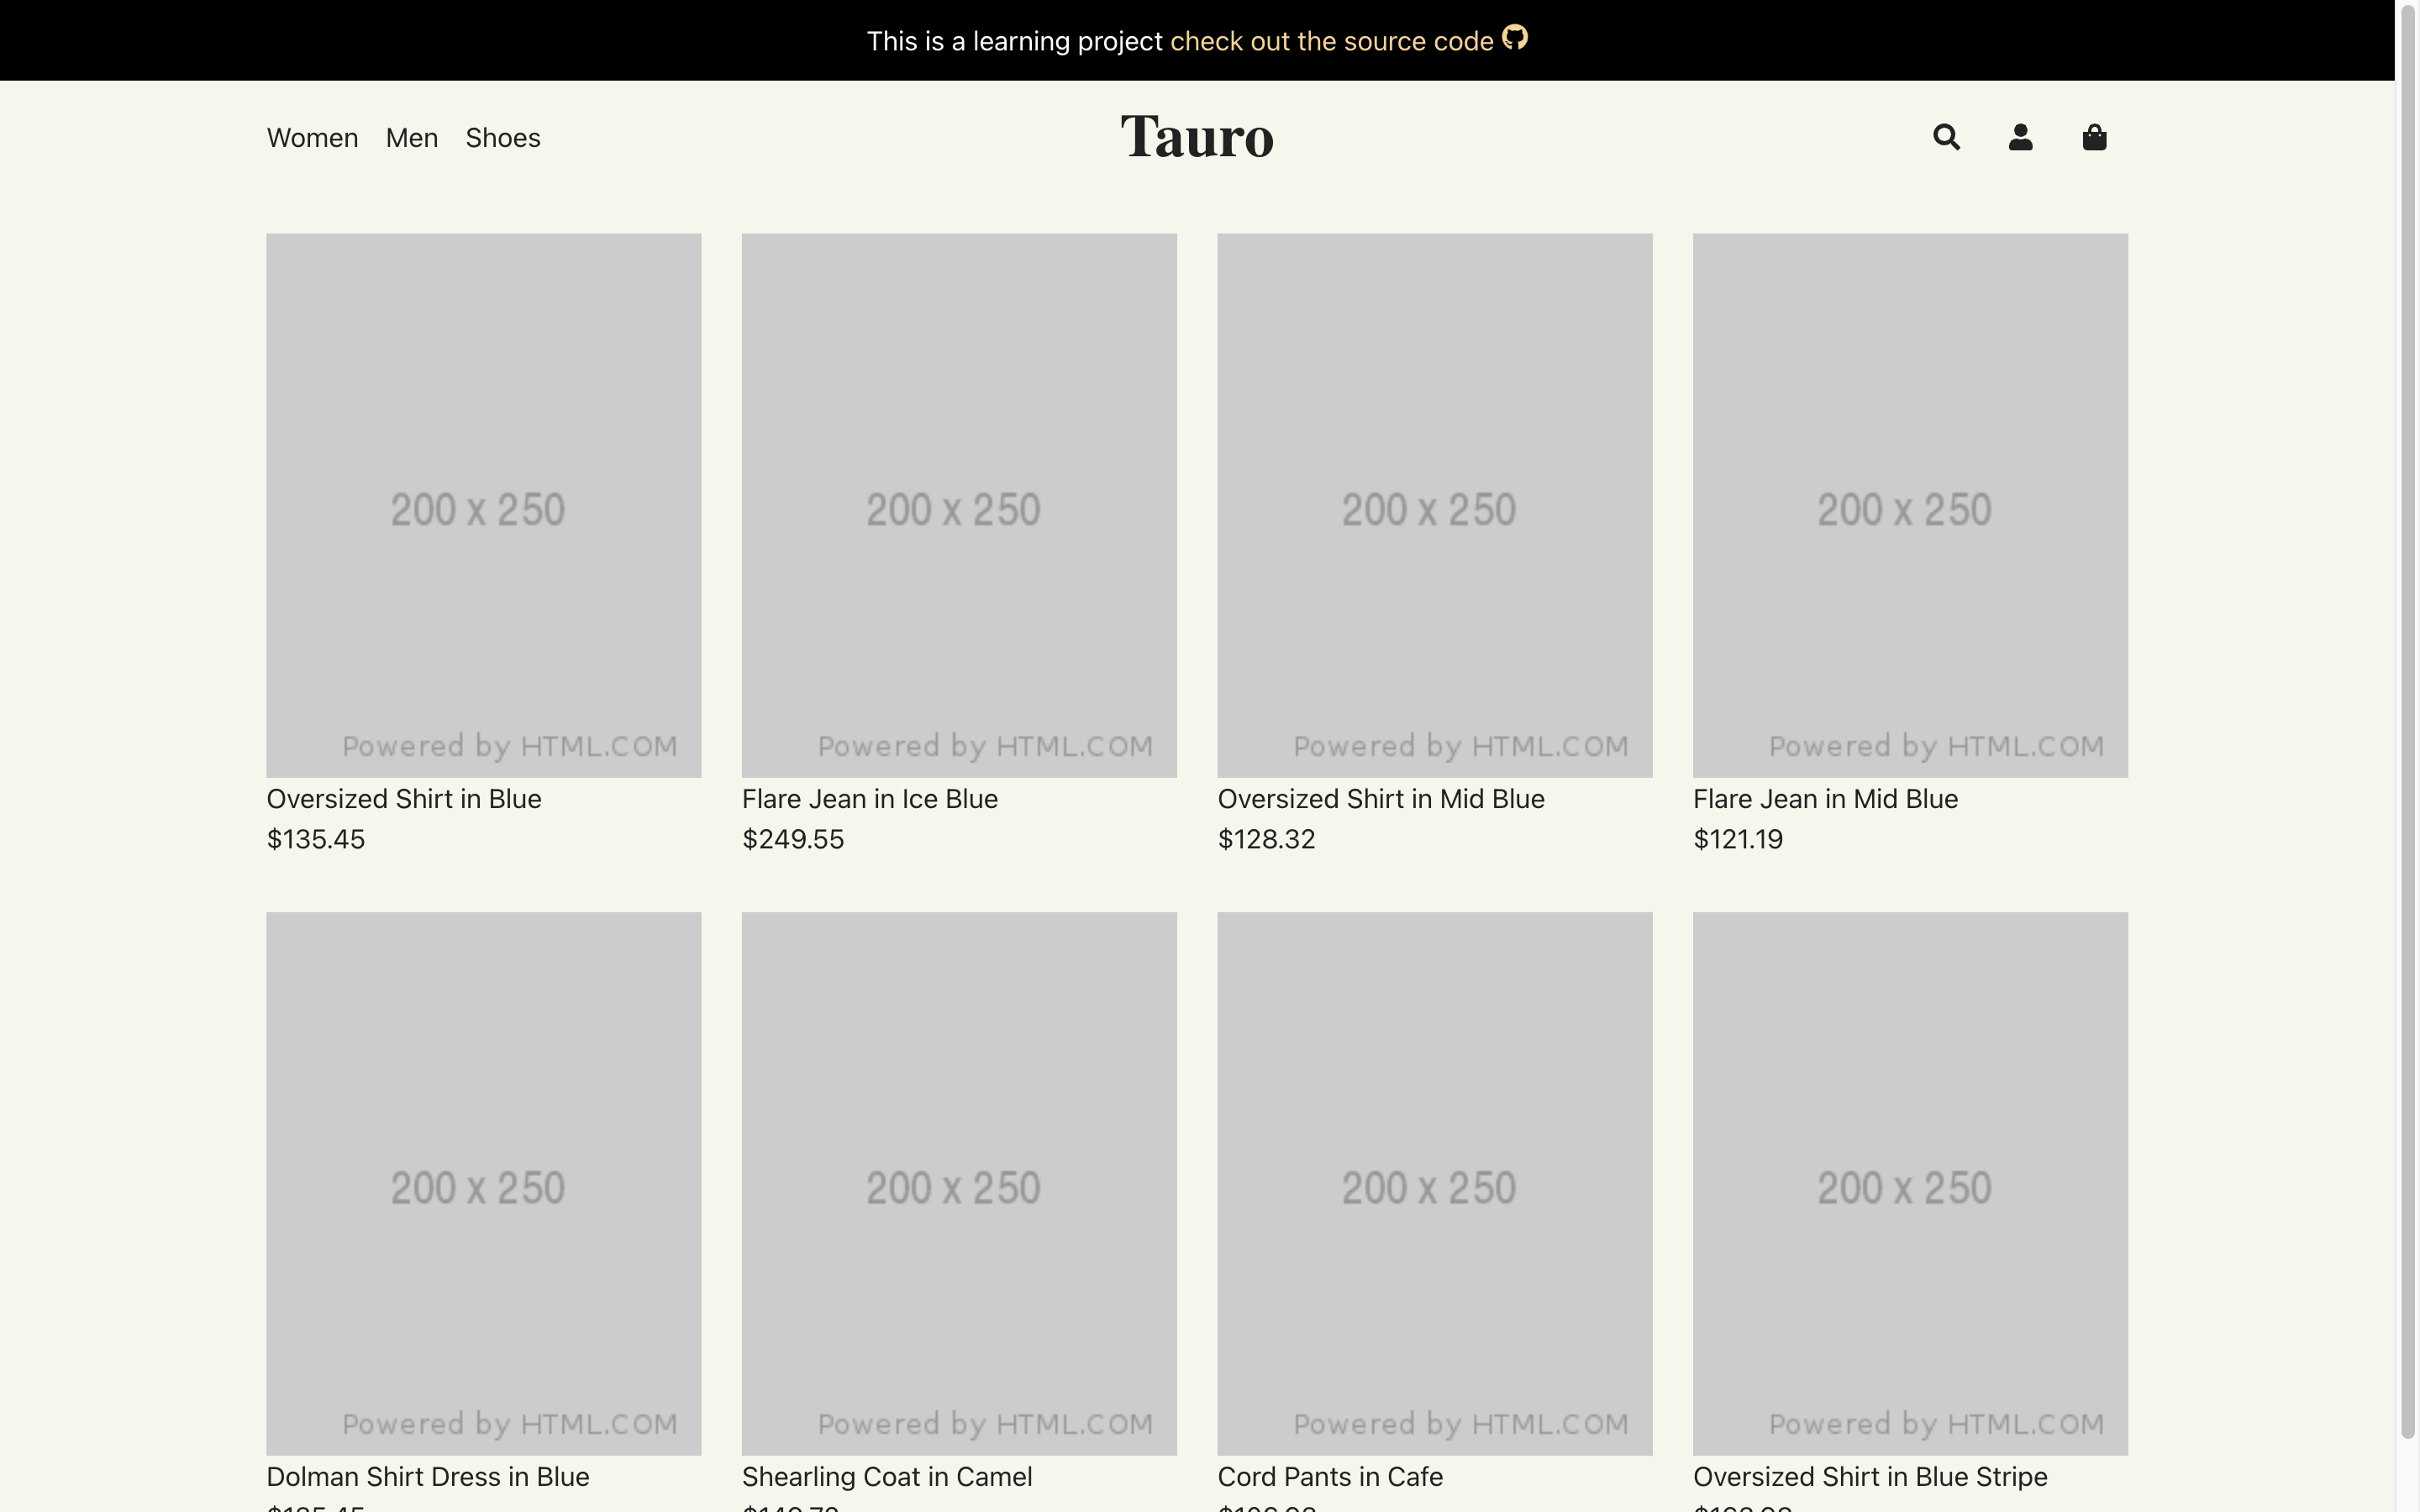 This is a learning project check out the source code
Women Men Shoes
Tauro
200 x 250 200 x 250 200 x 250 200 x 250
Powered by HTML.COM Powered by HTML.COM Powered by HTML.COM Powered by HTML.COM
Oversized Shirt in Blue Flare Jean in Ice Blue Oversized Shirt in Mid Blue Flare Jean in Mid Blue
$135.45 $249.55 $128.32 $121.19
200 x 250 200 x 250 200 x 250 200 x 250
Powered by HTML.COM Powered by HTML.COM Powered by HTML.COM Powered by HTML.COM
Dolman Shirt Dress in Blue Shearling Coat in Camel Cord Pants in Cafe Oversized Shirt in Blue Stripe